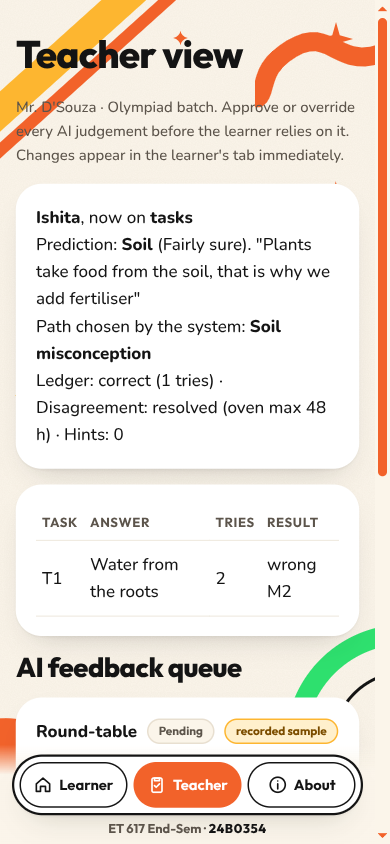 Teacher view
Mr. D'Souza · Olympiad batch. Approve or override
every AI judgement before the learner relies on it.
Changes appear in the learner's tab immediately.
Ishita, now on tasks
Prediction: Soil (Fairly sure). "Plants
take food from the soil, that is why we
add fertiliser"
Path chosen by the system: Soil
misconception
Ledger: correct (1 tries) ·
Disagreement: resolved (oven max 48
h) · Hints: 0
TASK ANSWER TRIES RESULT
T1 Water from the roots 2 wrong M2
AI feedback queue
Round-table Pending recorded sample
Learner Teacher About
ET 617 End-Sem · 24B0354